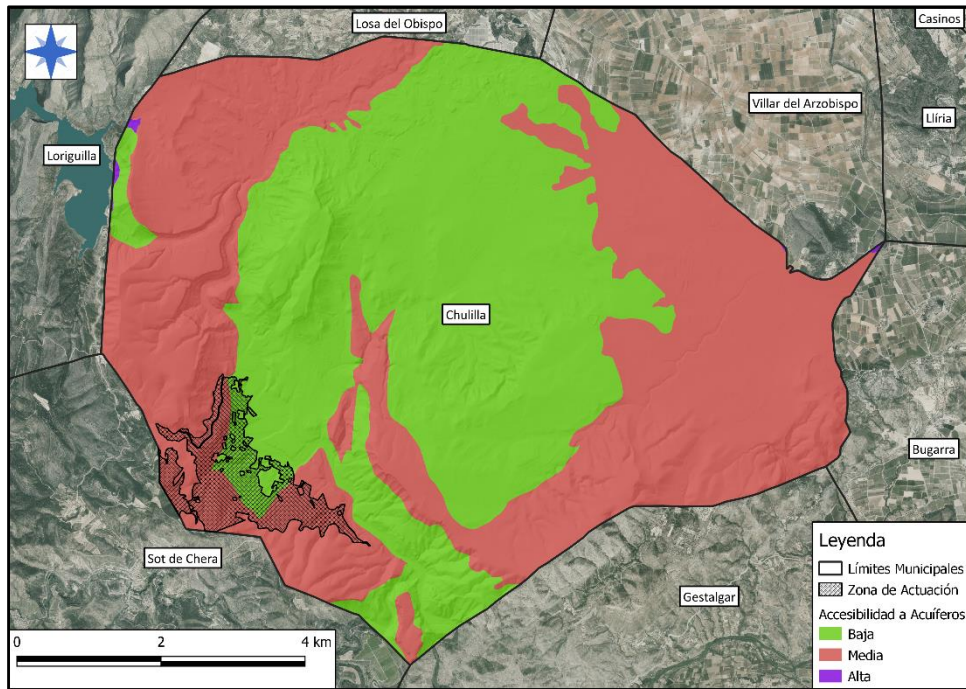 Losa del Obispo
Casinos
Villar del Arzobispo
Llíria
Loriguilla
Chulilla
Bugarra
Sot de Chera
Gestalgar
Leyenda
Límites Municipales
Zona de Actuación
Accesibilidad a Acuíferos
Baja
Media
Alta
0 2 4 km